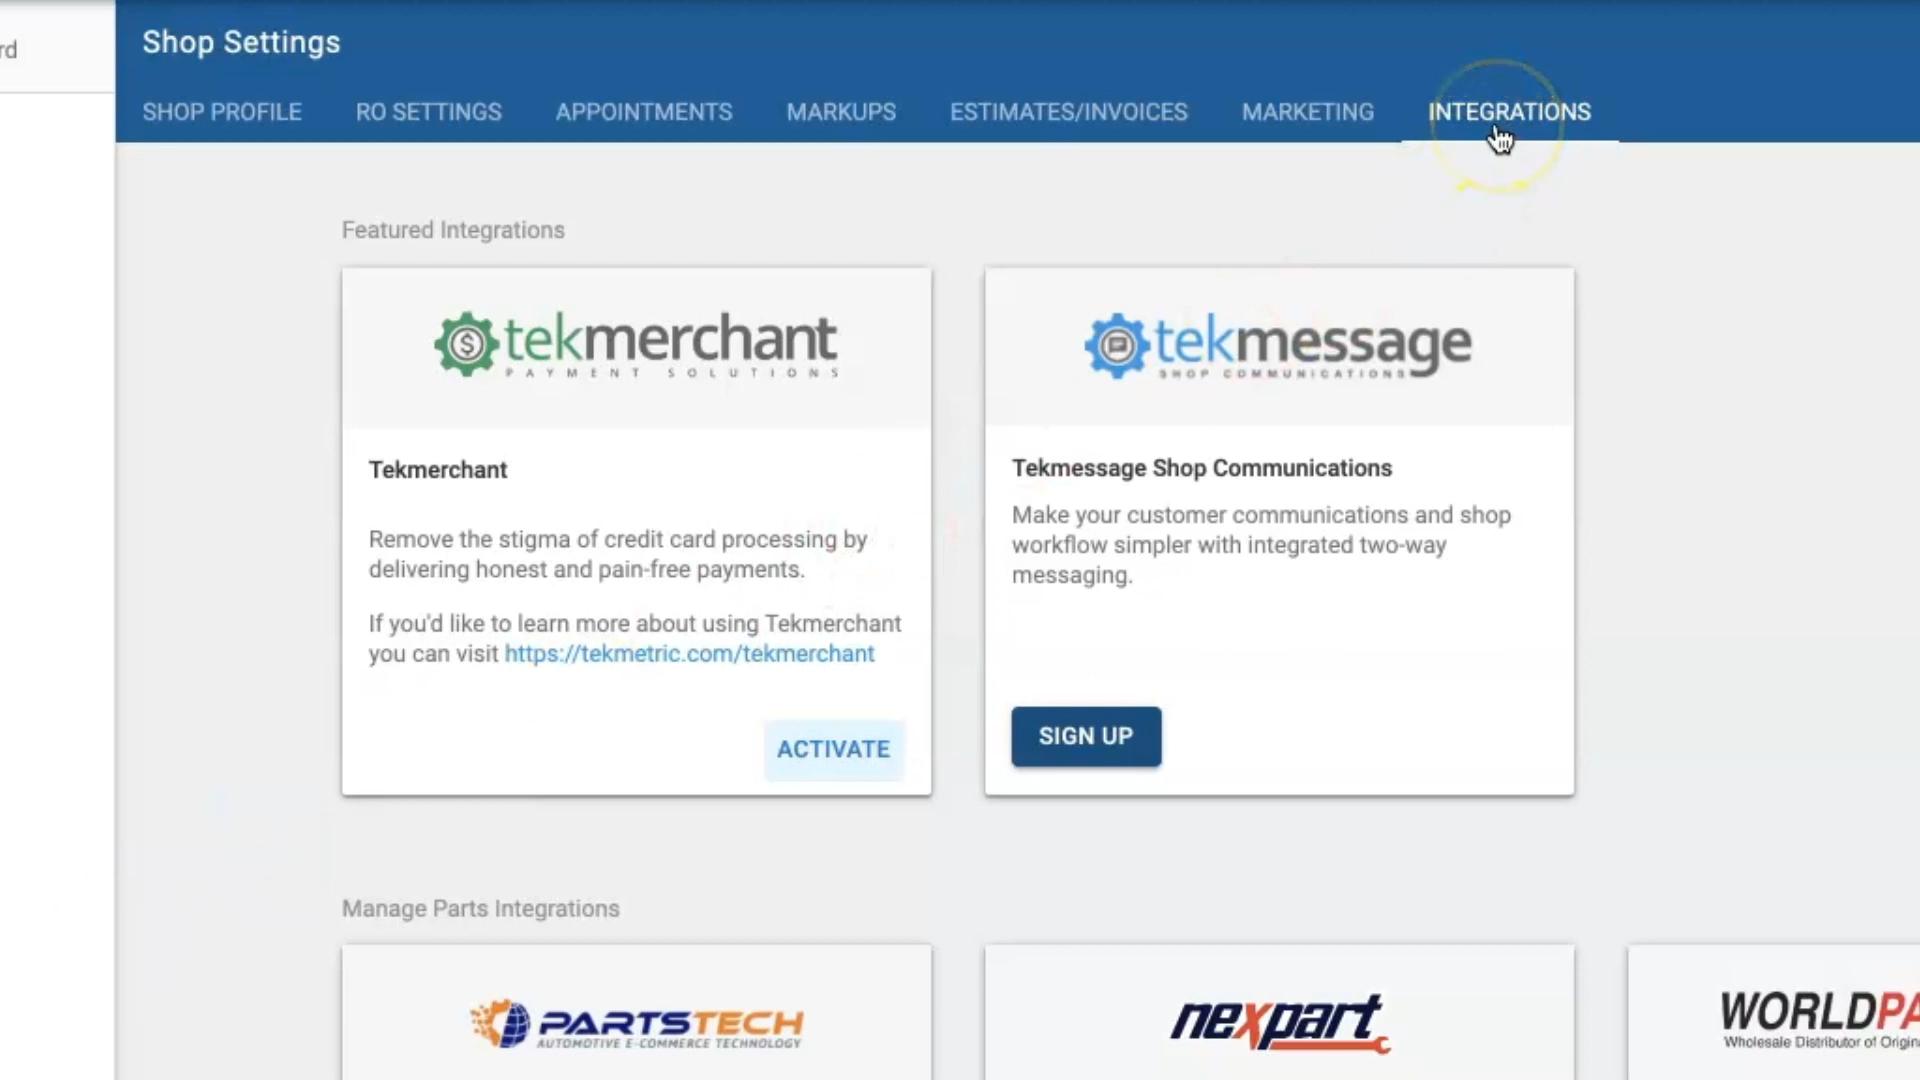 rd
Shop Settings
SHOP PROFILE RO SETTINGS APPOINTMENTS MARKUPS ESTIMATES/INVOICES MARKETING INTEGRATIONS
Featured Integrations
tekmerchant
PAYMENT SOLUTIONS
Tekmerchant
Remove the stigma of credit card processing by
delivering honest and pain-free payments.
If you'd like to learn more about using Tekmerchant
you can visit https://tekmetric.com/tekmerchant
ACTIVATE
tekmessage
SHOP COMMUNICATIONS
Tekmessage Shop Communications
Make your customer communications and shop
workflow simpler with integrated two-way
messaging.
SIGN UP
Manage Parts Integrations
PARTSTECH
AUTOMOTIVE E-COMMERCE TECHNOLOGY
nexpart
WORLDPA
Wholesale Distributor of Origin